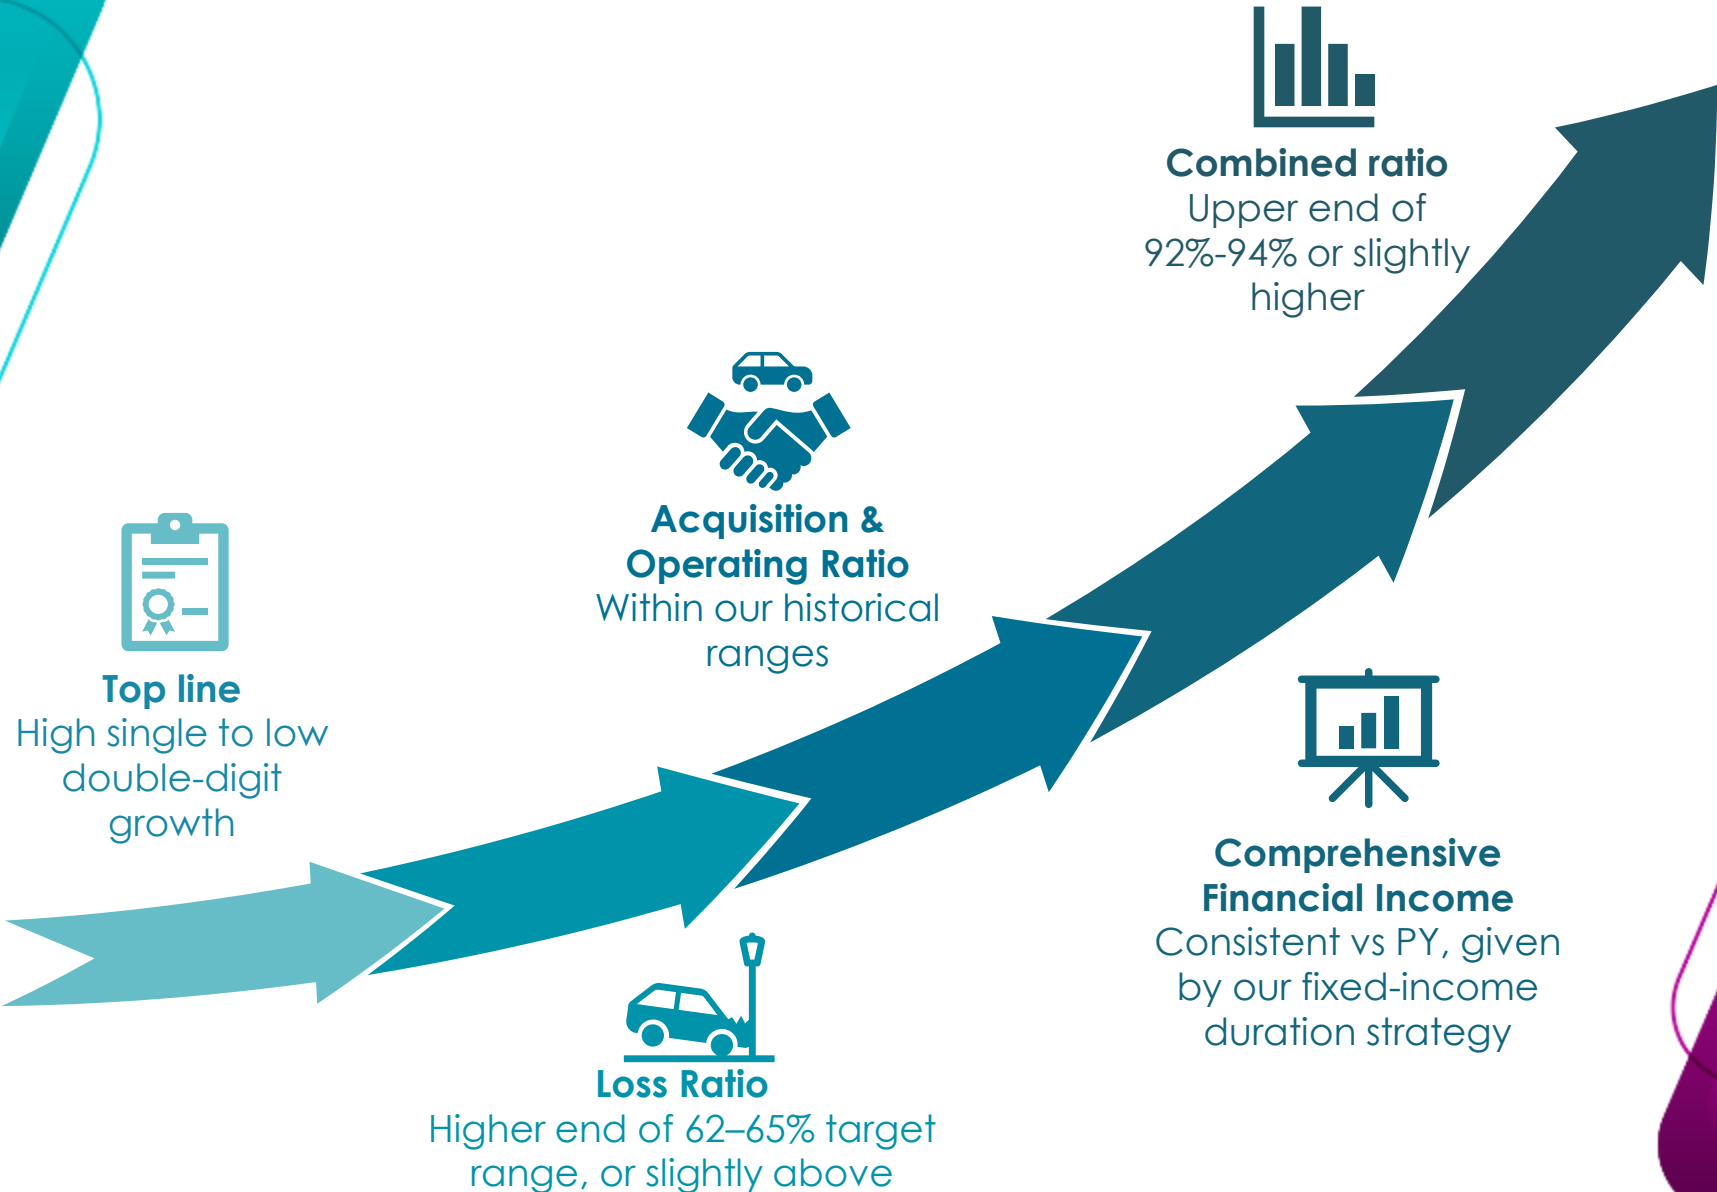 Top line
High single to low
double-digit
growth
Loss Ratio
Higher end of 62–65% target
range, or slightly above
Acquisition &
Operating Ratio
Within our historical
ranges
Comprehensive
Financial Income
Consistent vs PY, given
by our fixed-income
duration strategy
Combined ratio
Upper end of
92%-94% or slightly
higher